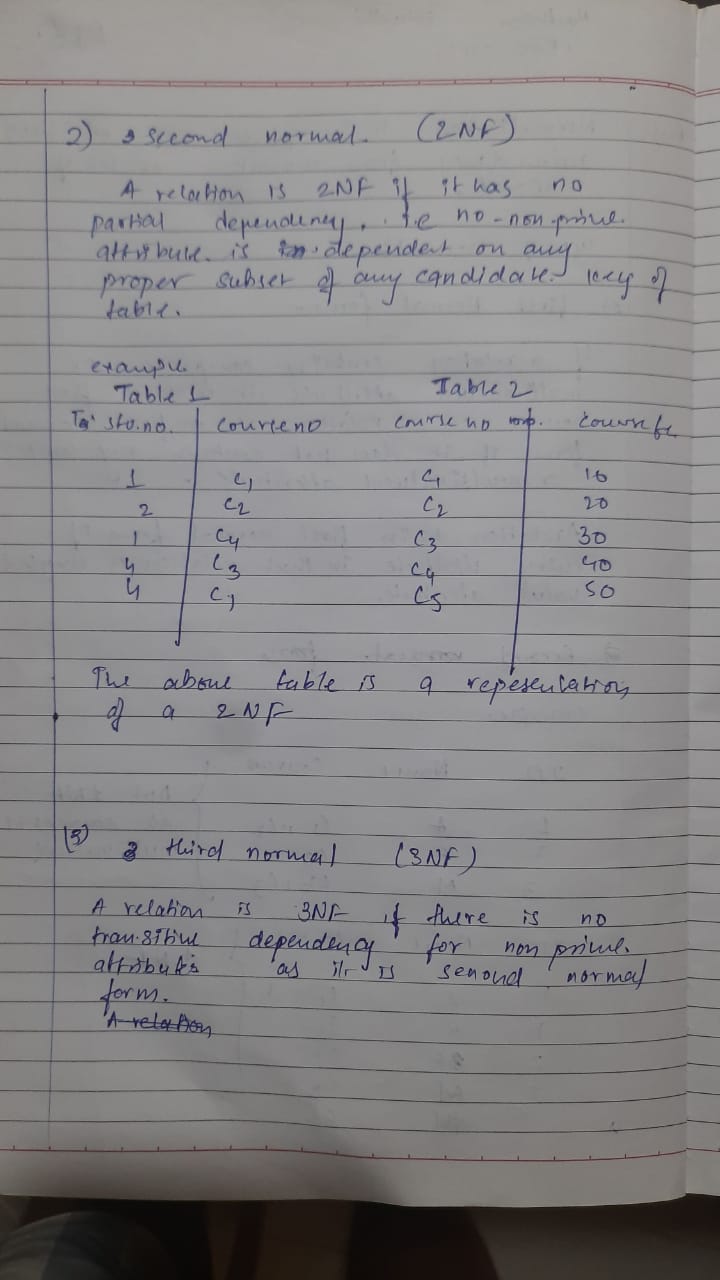 2) second normal. (2NF)
A relation is 2NF if it has no
partial dependency, i.e no-non-prime
attribute. is dependent on any
proper subset of any candidate key of
table.
example
Table 1 Table 2
Stu.no. Course no Course no Course fe
1 C1 C1 10
2 C2 C2 20
1 C4 C3 30
4 C3 C4 40
4 C1 C5 50
The above table is a repesentation
of a 2NF
(3) third normal (3NF)
A relation is 3NF if there is no
transitive dependency for non prime.
attributes as it is senond normal
form.
A relation